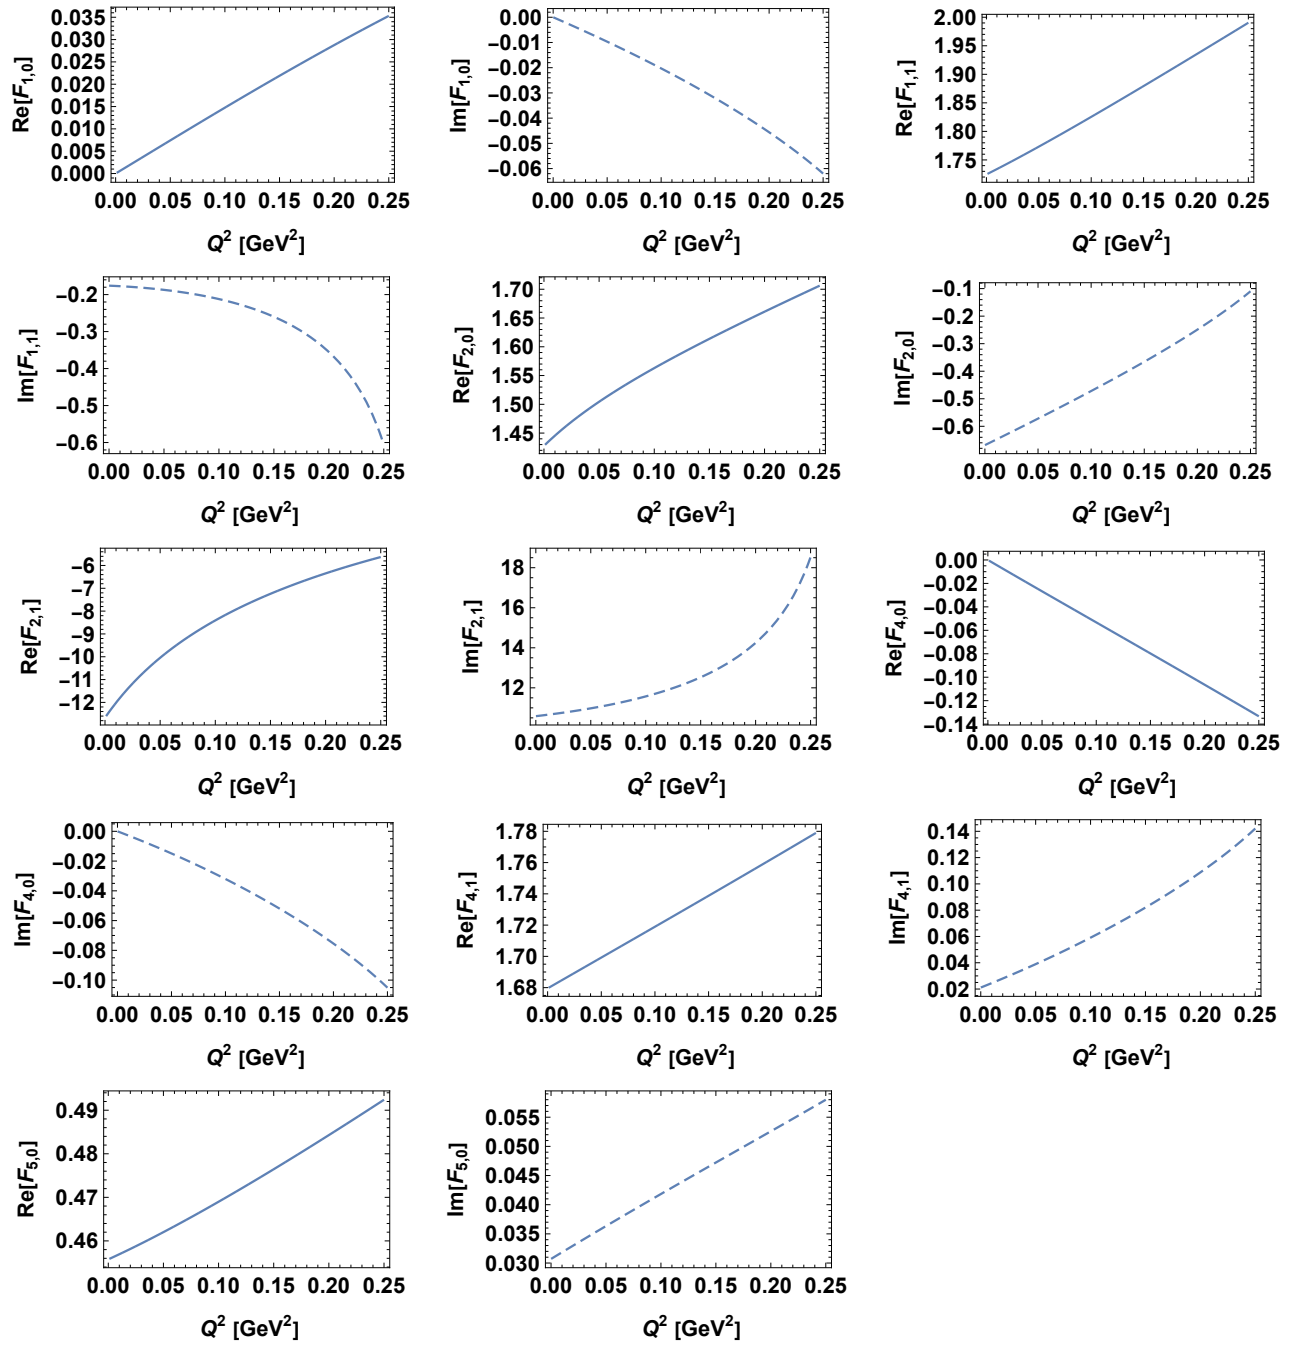 Re[F1,0]
0.035
0.030
0.025
0.020
0.015
0.010
0.005
0.000
0.00 0.05 0.10 0.15 0.20 0.25
Q² [GeV²]
Im[F1,0]
0.00
−0.01
−0.02
−0.03
−0.04
−0.05
−0.06
0.00 0.05 0.10 0.15 0.20 0.25
Q² [GeV²]
Re[F1,1]
2.00
1.95
1.90
1.85
1.80
1.75
0.00 0.05 0.10 0.15 0.20 0.25
Q² [GeV²]
Im[F1,1]
−0.2
−0.3
−0.4
−0.5
−0.6
0.00 0.05 0.10 0.15 0.20 0.25
Q² [GeV²]
Re[F2,0]
1.70
1.65
1.60
1.55
1.50
1.45
0.00 0.05 0.10 0.15 0.20 0.25
Q² [GeV²]
Im[F2,0]
−0.1
−0.2
−0.3
−0.4
−0.5
−0.6
0.00 0.05 0.10 0.15 0.20 0.25
Q² [GeV²]
Re[F2,1]
−6
−7
−8
−9
−10
−11
−12
0.00 0.05 0.10 0.15 0.20 0.25
Q² [GeV²]
Im[F2,1]
18
16
14
12
0.00 0.05 0.10 0.15 0.20 0.25
Q² [GeV²]
Re[F4,0]
0.00
−0.02
−0.04
−0.06
−0.08
−0.10
−0.12
−0.14
0.00 0.05 0.10 0.15 0.20 0.25
Q² [GeV²]
Im[F4,0]
0.00
−0.02
−0.04
−0.06
−0.08
−0.10
0.00 0.05 0.10 0.15 0.20 0.25
Q² [GeV²]
Re[F4,1]
1.78
1.76
1.74
1.72
1.70
1.68
0.00 0.05 0.10 0.15 0.20 0.25
Q² [GeV²]
Im[F4,1]
0.14
0.12
0.10
0.08
0.06
0.04
0.02
0.00 0.05 0.10 0.15 0.20 0.25
Q² [GeV²]
Re[F5,0]
0.49
0.48
0.47
0.46
0.00 0.05 0.10 0.15 0.20 0.25
Q² [GeV²]
Im[F5,0]
0.055
0.050
0.045
0.040
0.035
0.030
0.00 0.05 0.10 0.15 0.20 0.25
Q² [GeV²]